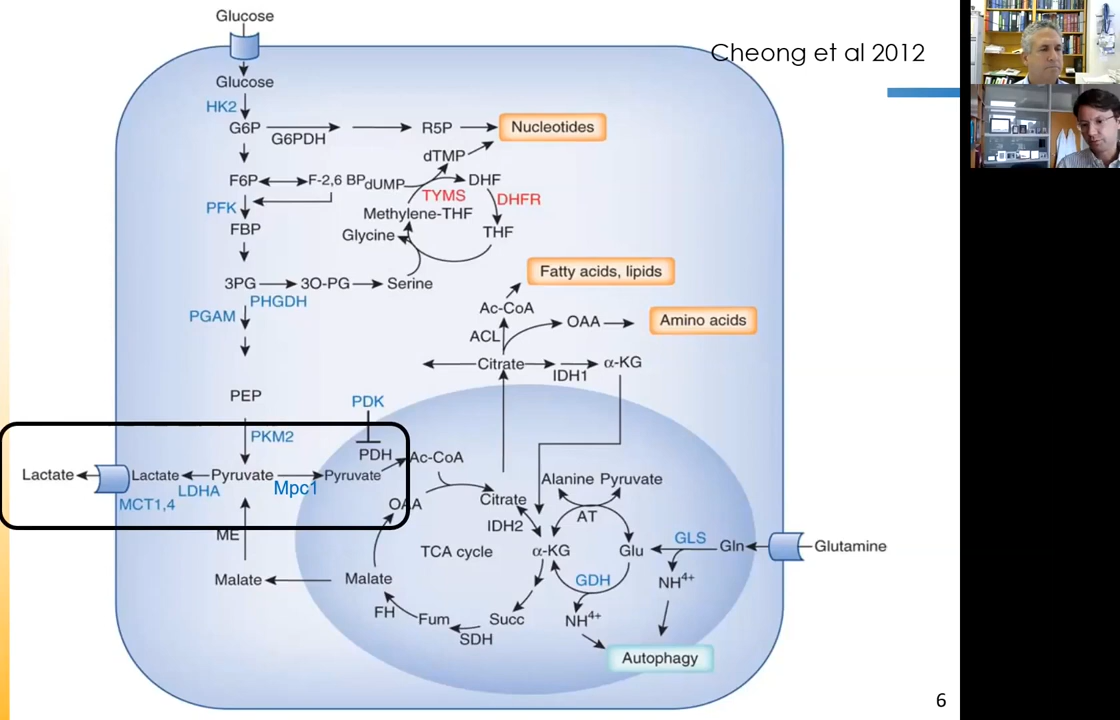 Glucose
Cheong et al 2012
Glucose
HK2
G6P
G6PDH
R5P
Nucleotides
dTMP
F6P
F-2,6 BP
dUMP
DHF
TYMS
DHFR
PFK
Methylene-THF
FBP
Glycine
THF
3PG
3O-PG
Serine
PHGDH
PGAM
Fatty acids, lipids
Ac-CoA
OAA
Amino acids
ACL
Citrate
IDH1
α-KG
PEP
PDK
PKM2
PDH
Ac-CoA
Lactate
Lactate
Pyruvate
Pyruvate
LDHA
Mpc1
MCT1,4
OAA
Citrate
Alanine
Pyruvate
IDH2
AT
ME
TCA cycle
α-KG
Glu
GLS
Gln
Glutamine
Malate
Malate
GDH
NH4+
FH
Fum
Succ
NH4+
SDH
Autophagy
6